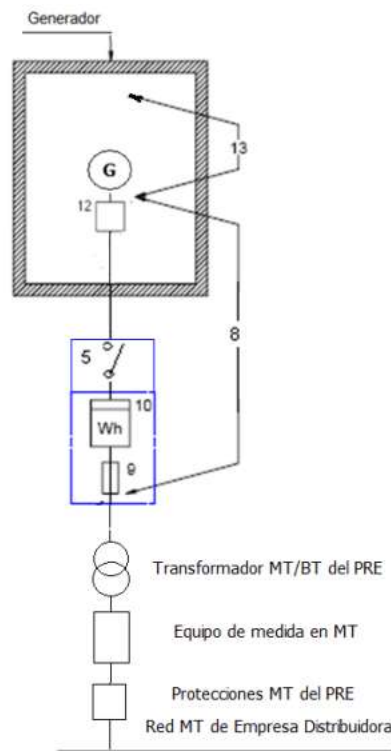 Generador
13
G
12
8
5
10
Wh
9
Transformador MT/BT del PRE
Equipo de medida en MT
Protecciones MT del PRE
Red MT de Empresa Distribuidora